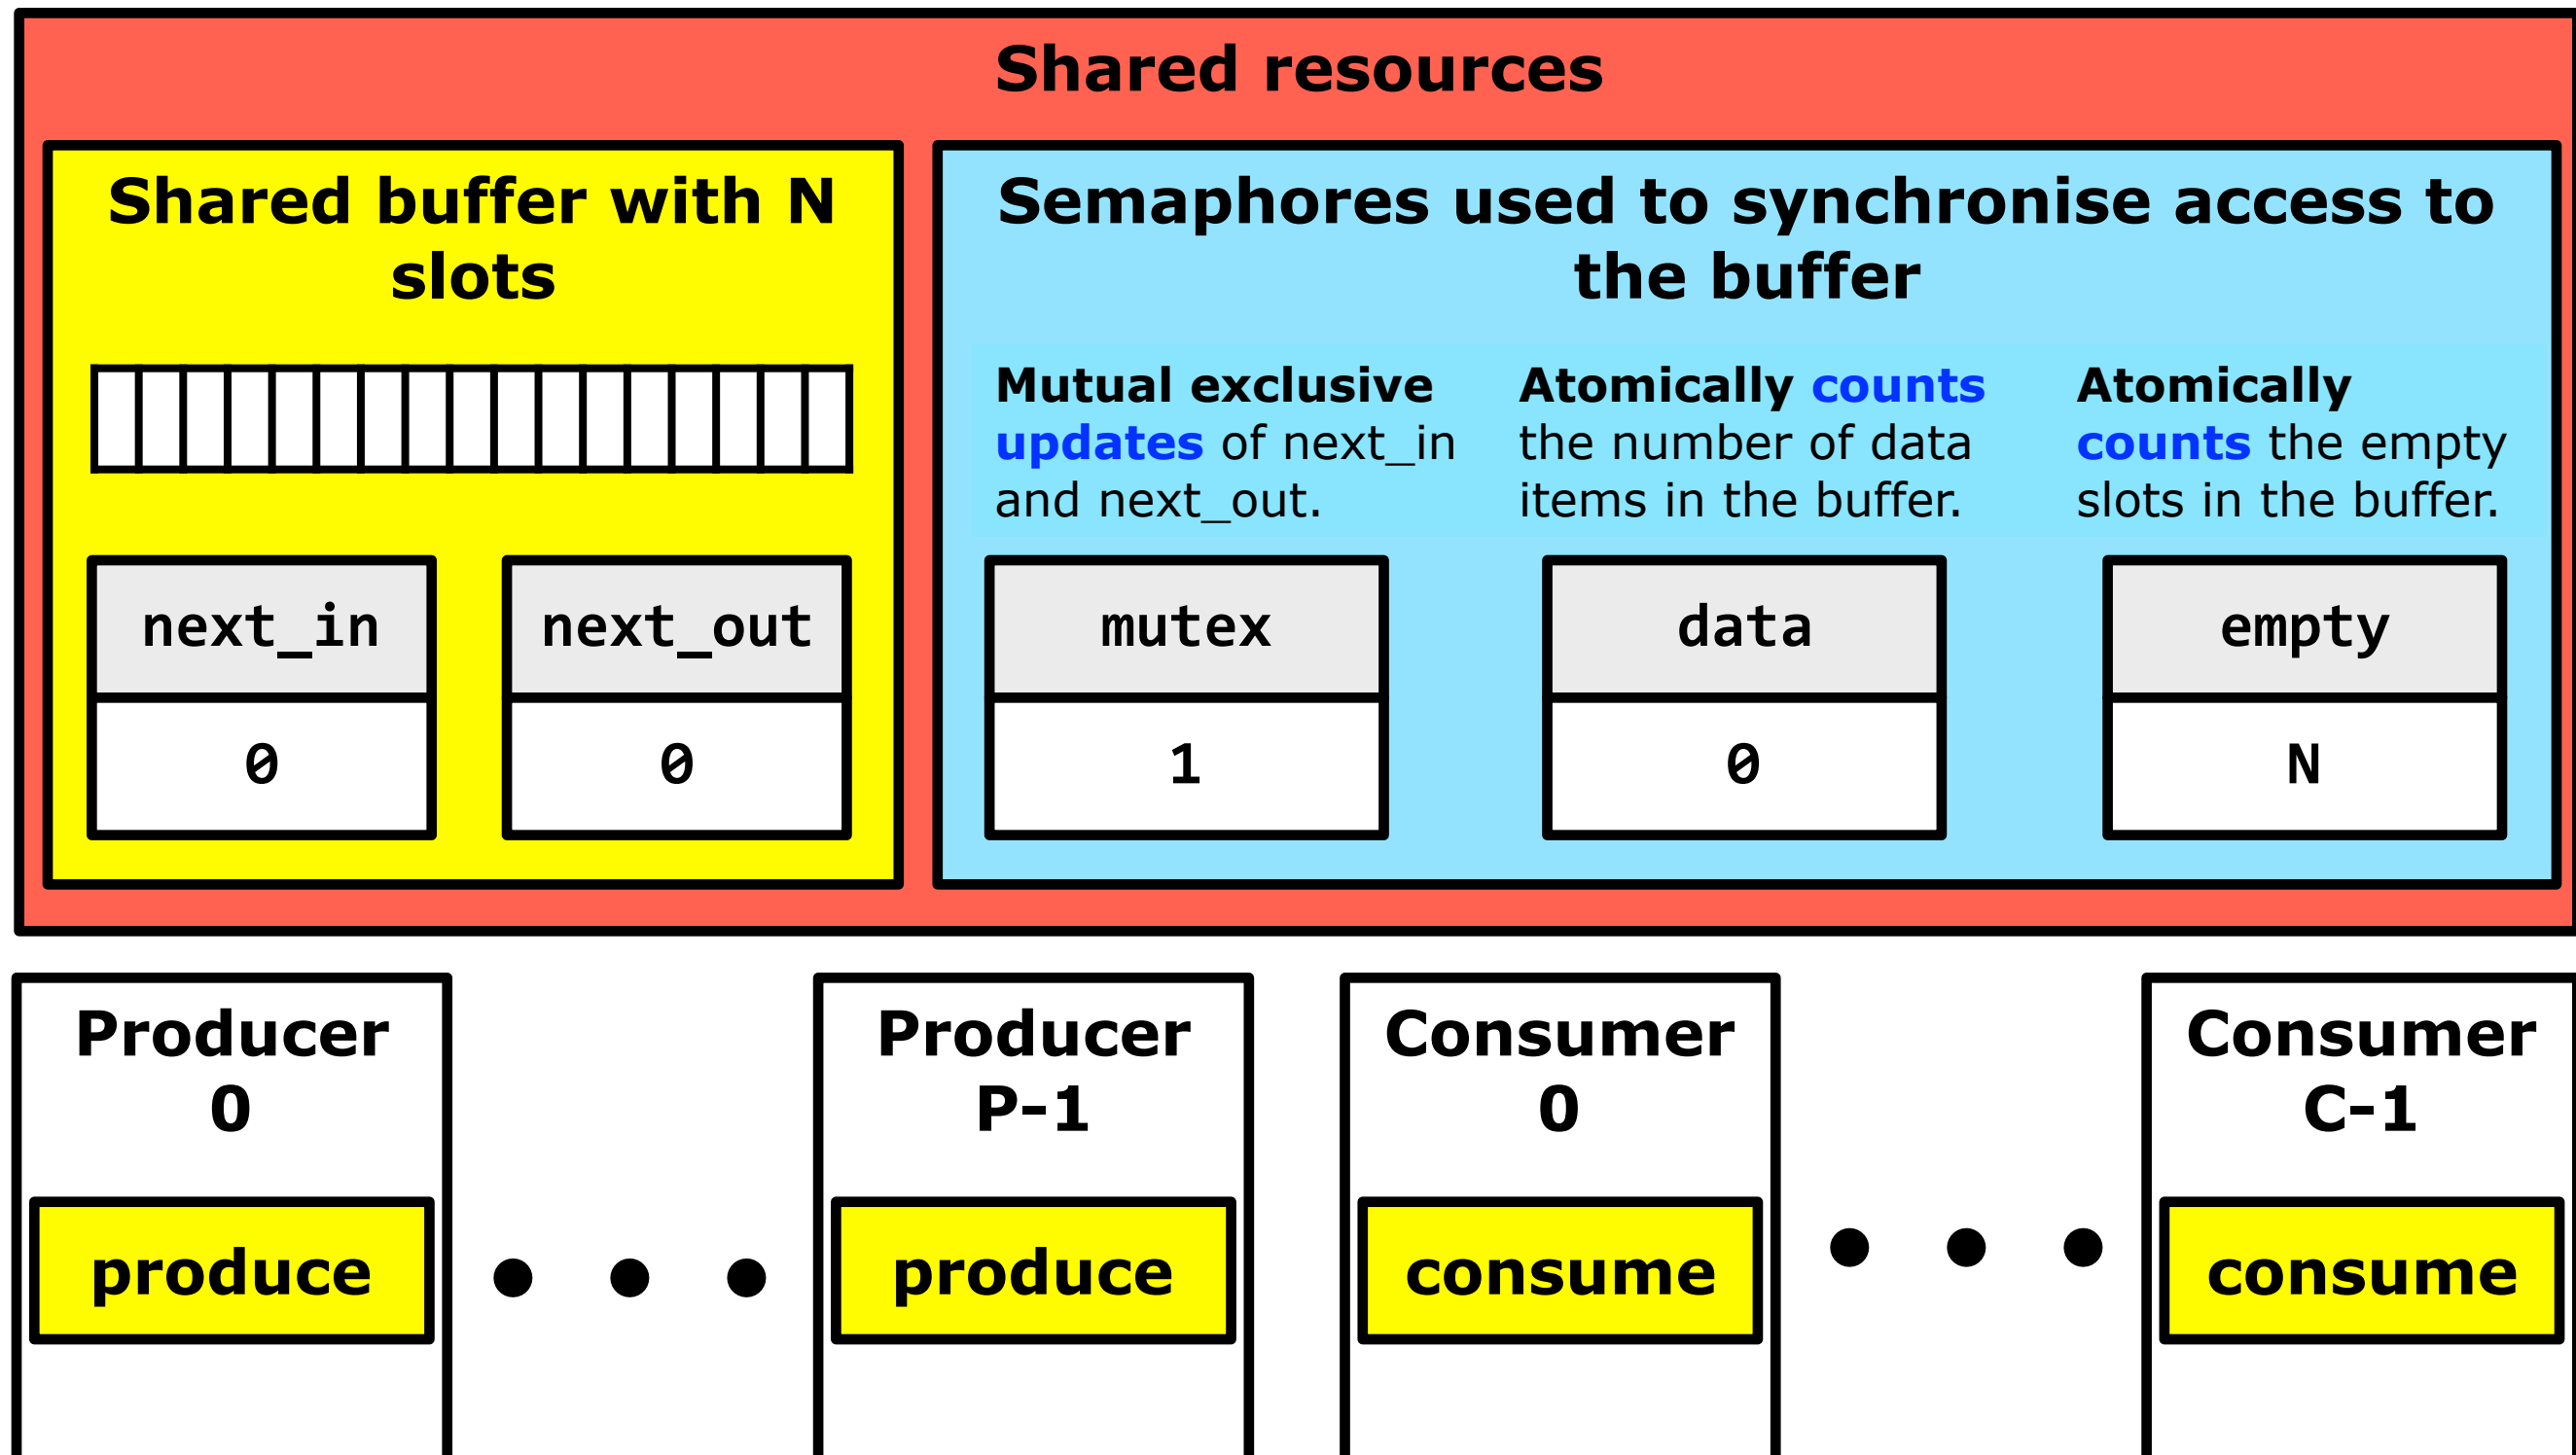 Shared resources
Shared buffer with N
slots
next_in
next_out
0
0
Semaphores used to synchronise access to
the buffer
Mutual exclusive
updates of next_in
and next_out.
Atomically counts
the number of data
items in the buffer.
Atomically
counts the empty
slots in the buffer.
mutex
data
empty
1
0
N
Producer
0
produce
Producer
P-1
produce
Consumer
0
consume
Consumer
C-1
consume